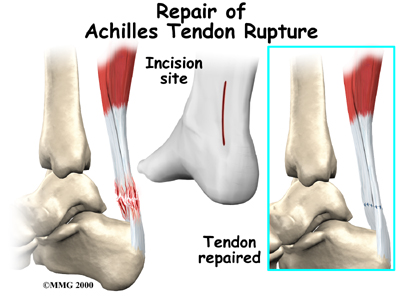 Repair of
Achilles Tendon Rupture
Incision
site
Tendon
repaired
©MMG 2000